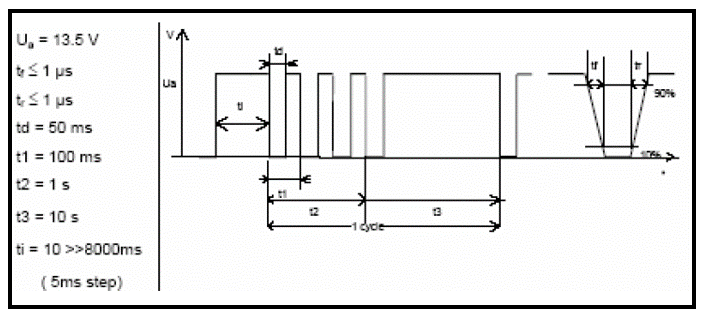 Ua = 13.5 V
tf ≤ 1 µs
tr ≤ 1 µs
td = 50 ms
t1 = 100 ms
t2 = 1 s
t3 = 10 s
ti = 10 >>8000ms
( 5ms step)
V
td
tf
tr
Ua
90%
ti
10%
t1
t2
t3
1 cycle